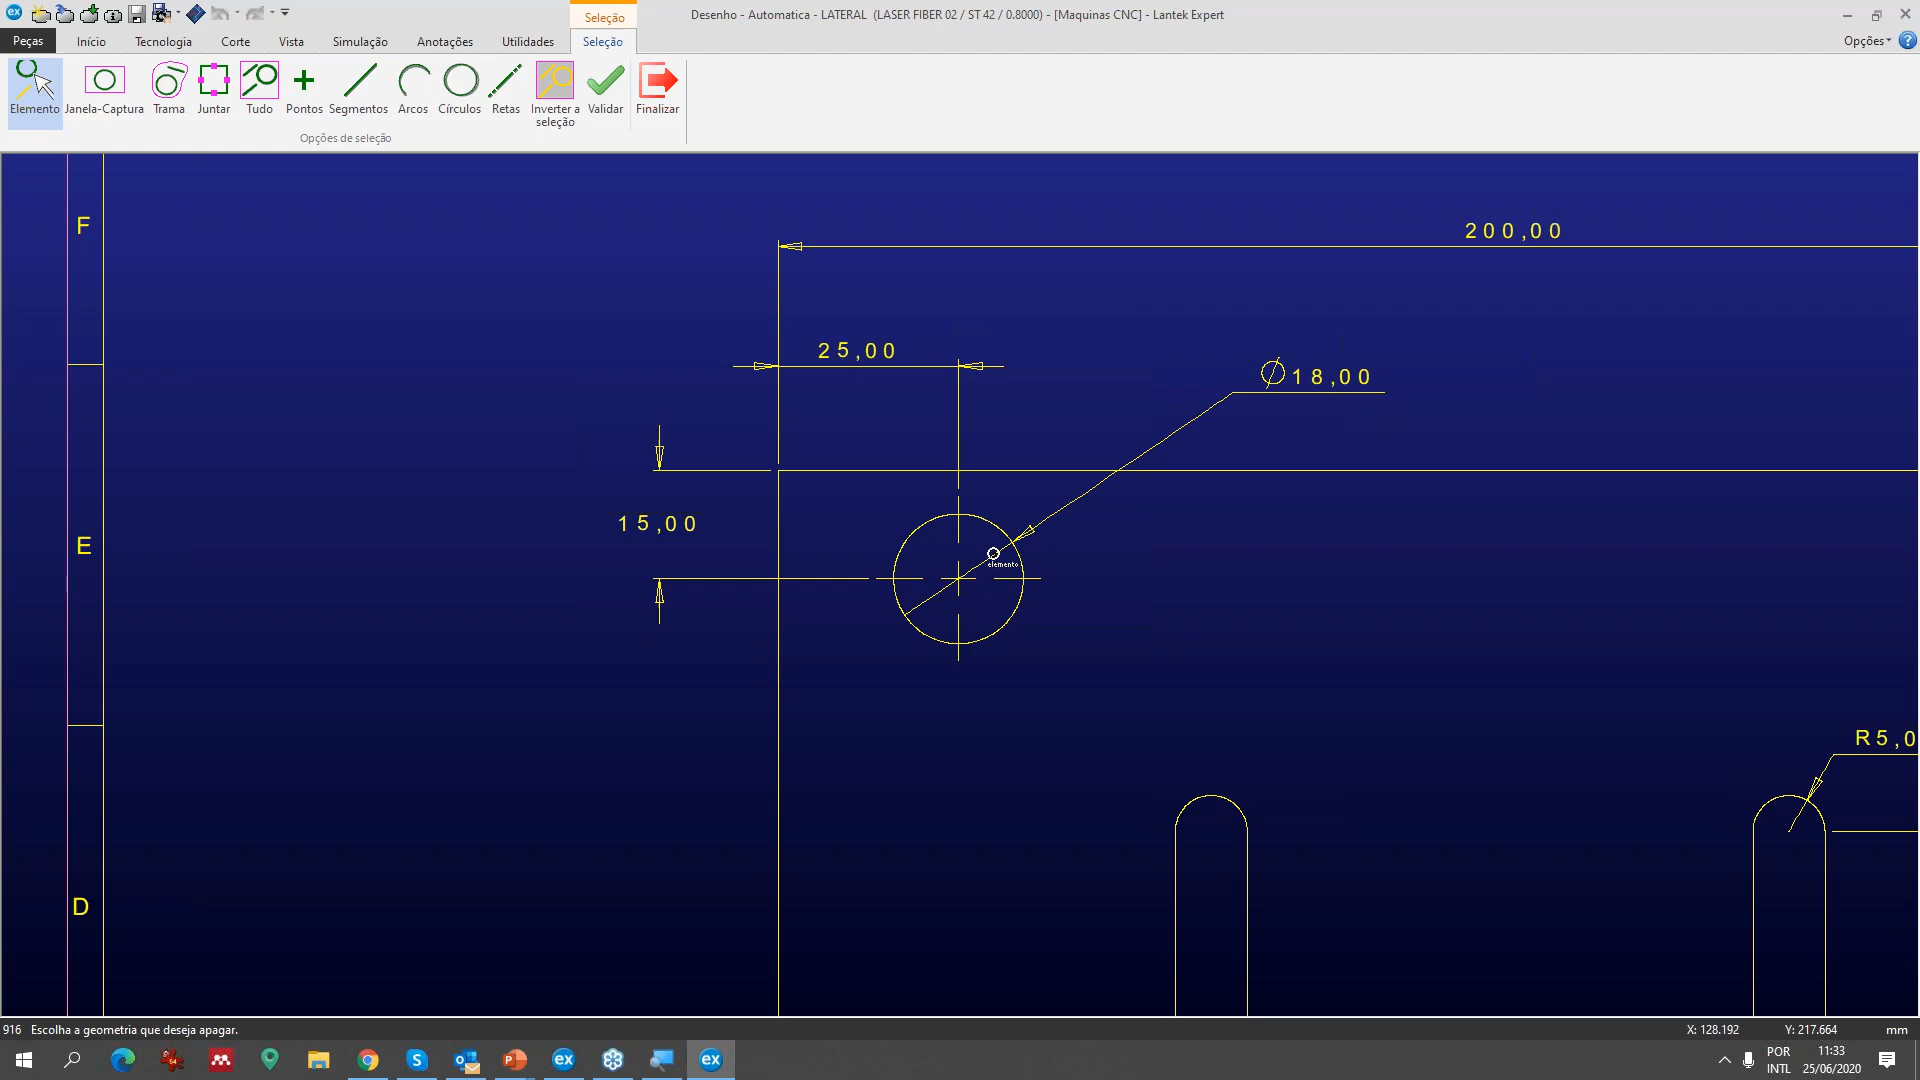 Seleção
Desenho - Automatica - LATERAL (LASER FIBER 02 / ST 42 / 0.8000) - [Maquinas CNC] - Lantek Expert
Peças
Início
Tecnologia
Corte
Vista
Simulação
Anotações
Utilidades
Seleção
Opções
Elemento
Janela-Captura
Trama
Juntar
Tudo
Pontos
Segmentos
Arcos
Círculos
Retas
Inverter a
seleção
Validar
Finalizar
Opções de seleção
F
200,00
25,00
Ø18,00
15,00
E
elemento
R5,0
D
916 Escolha a geometria que deseja apagar.
X: 128.192
Y: 217.664
mm
POR
INTL
11:33
25/06/2020